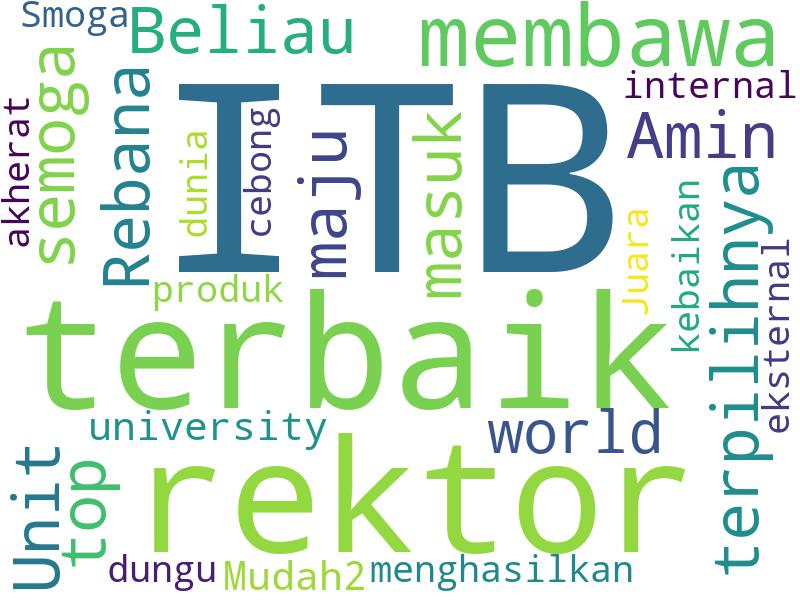 Smoga
Beliau
membawa
internal
semoga
akherat
Rebana
ITB
dunia
cebong
maju
masuk
Amin
Juara
kebaikan
terpilihnya
eksternal
produk
terbaik
university
world
Unit
top
rektor
dungu
Mudah2
menghasilkan